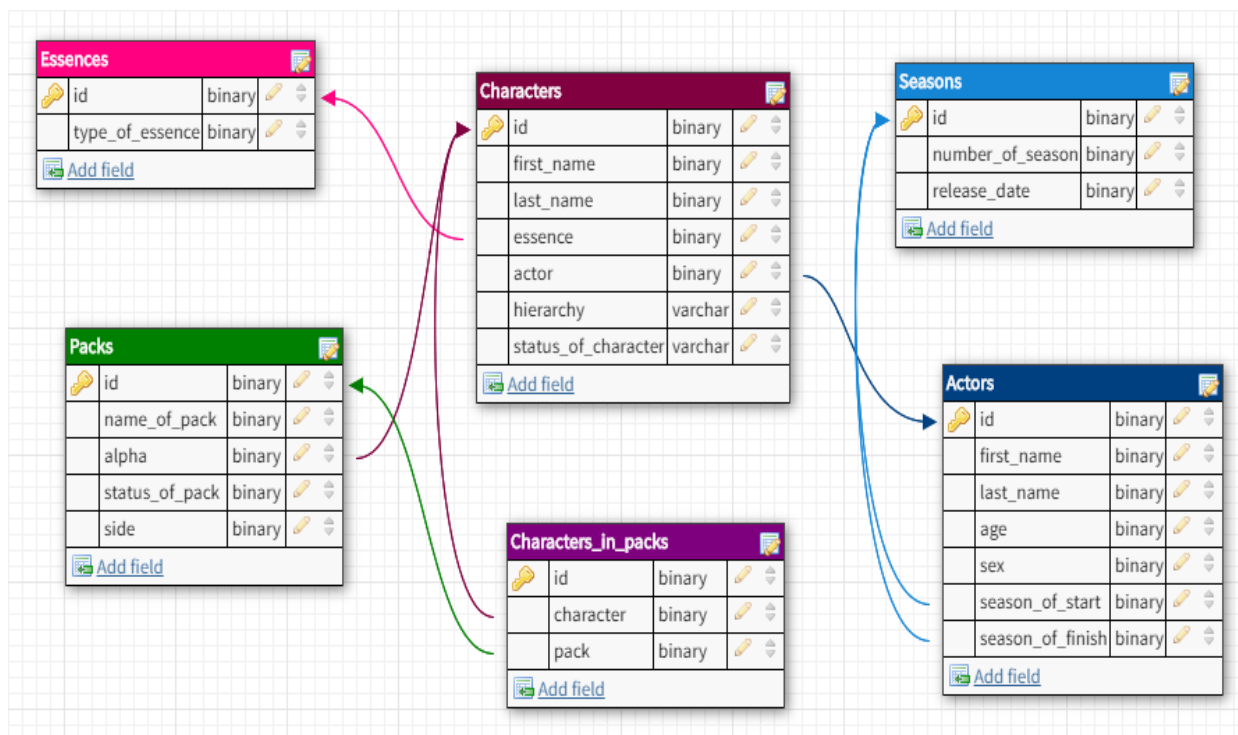 Essences
id binary
type_of_essence binary
Add field
Characters
id binary
first_name binary
last_name binary
essence binary
actor binary
hierarchy varchar
status_of_character varchar
Add field
Seasons
id binary
number_of_season binary
release_date binary
Add field
Packs
id binary
name_of_pack binary
alpha binary
status_of_pack binary
side binary
Add field
Characters_in_packs
id binary
character binary
pack binary
Add field
Actors
id binary
first_name binary
last_name binary
age binary
sex binary
season_of_start binary
season_of_finish binary
Add field